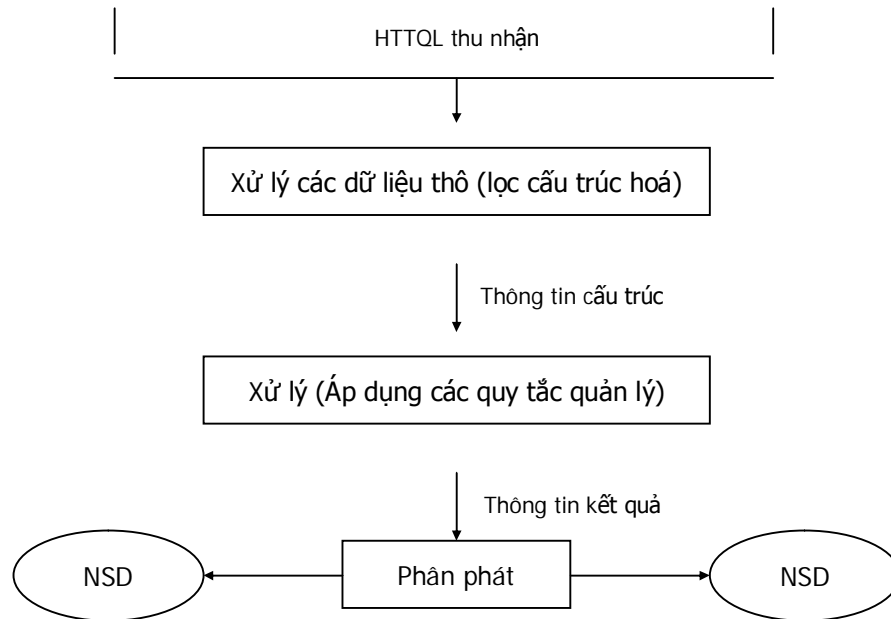 HTTQL thu nhận
Xử lý các dữ liệu thô (lọc cấu trúc hoá)
Thông tin cấu trúc
Xử lý (Áp dụng các quy tắc quản lý)
Thông tin kết quả
NSD
Phân phát
NSD